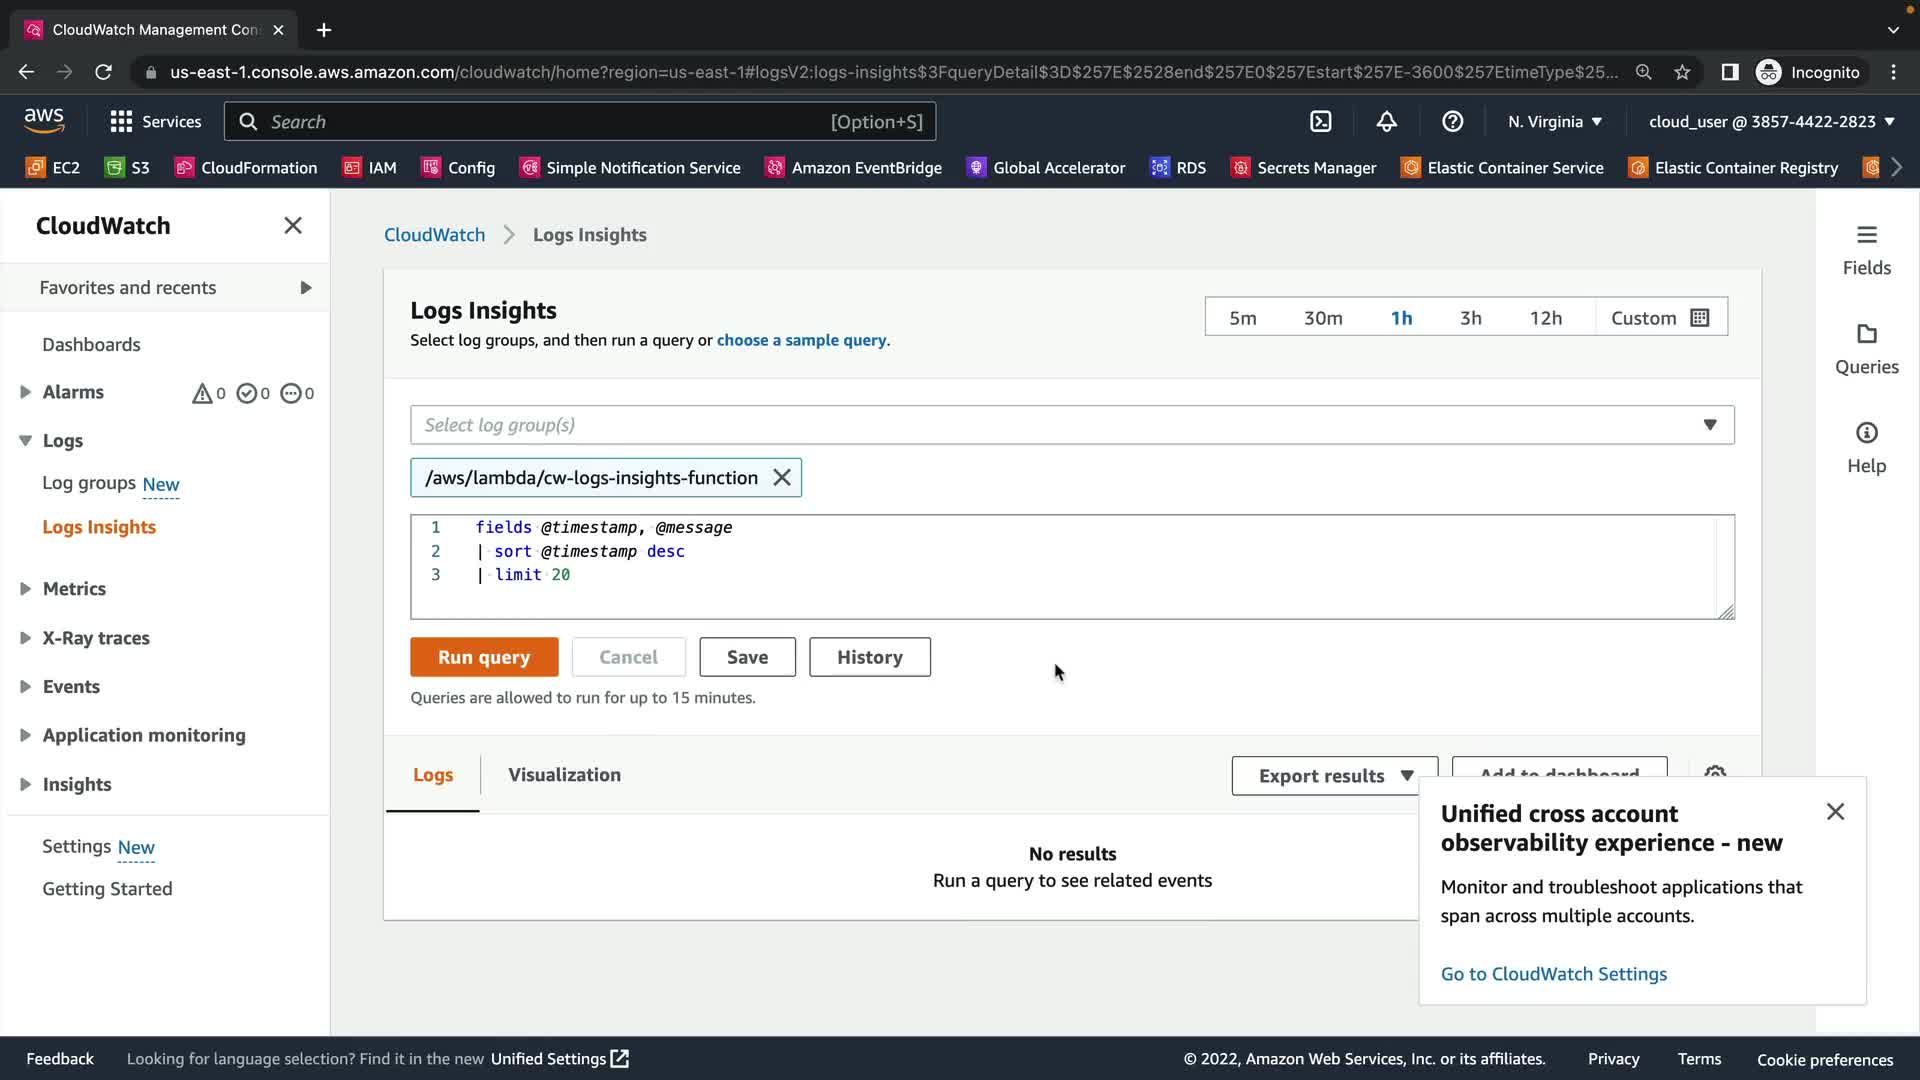 CloudWatch Management Con
us-east-1.console.aws.amazon.com/cloudwatch/home?region=us-east-1#logsV2:logs-insights$3FqueryDetail$3D$257E$2528end$257E0$257Estart$257E-3600$257EtimeType$25...
Incognito
aws
Services
Search
[Option+S]
N. Virginia
cloud_user @ 3857-4422-2823
EC2
S3
CloudFormation
IAM
Config
Simple Notification Service
Amazon EventBridge
Global Accelerator
RDS
Secrets Manager
Elastic Container Service
Elastic Container Registry
CloudWatch
Favorites and recents
Dashboards
Alarms
0
0
0
Logs
Log groups New
Logs Insights
Metrics
X-Ray traces
Events
Application monitoring
Insights
Settings New
Getting Started
CloudWatch
Logs Insights
Logs Insights
Select log groups, and then run a query or choose a sample query.
5m
30m
1h
3h
12h
Custom
Select log group(s)
/aws/lambda/cw-logs-insights-function
1 fields @timestamp, @message
2 | sort @timestamp desc
3 | limit 20
Run query
Cancel
Save
History
Queries are allowed to run for up to 15 minutes.
Logs
Visualization
Export results
Add to dashboard
No results
Run a query to see related events
Unified cross account
observability experience - new
Monitor and troubleshoot applications that
span across multiple accounts.
Go to CloudWatch Settings
Fields
Queries
Help
Feedback
Looking for language selection? Find it in the new Unified Settings
© 2022, Amazon Web Services, Inc. or its affiliates.
Privacy
Terms
Cookie preferences